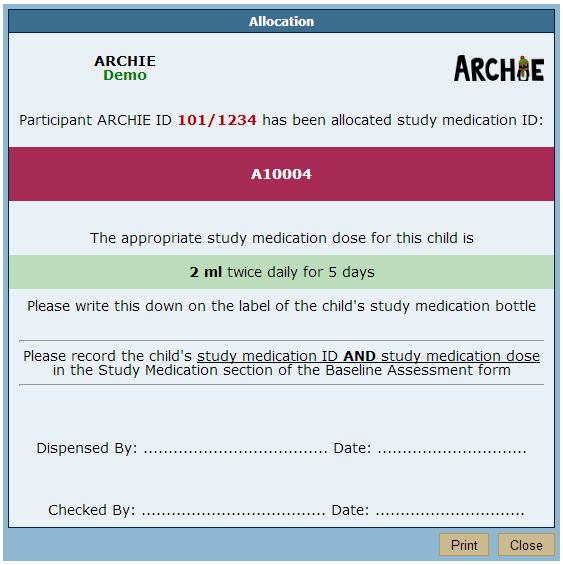 Allocation
ARCHIE
Demo
ARCHIE
Participant ARCHIE ID 101/1234 has been allocated study medication ID:
A10004
The appropriate study medication dose for this child is
2 ml twice daily for 5 days
Please write this down on the label of the child's study medication bottle
Please record the child's study medication ID AND study medication dose
in the Study Medication section of the Baseline Assessment form
Dispensed By: ..................................... Date: ..............................
Checked By: ..................................... Date: ..............................
Print Close